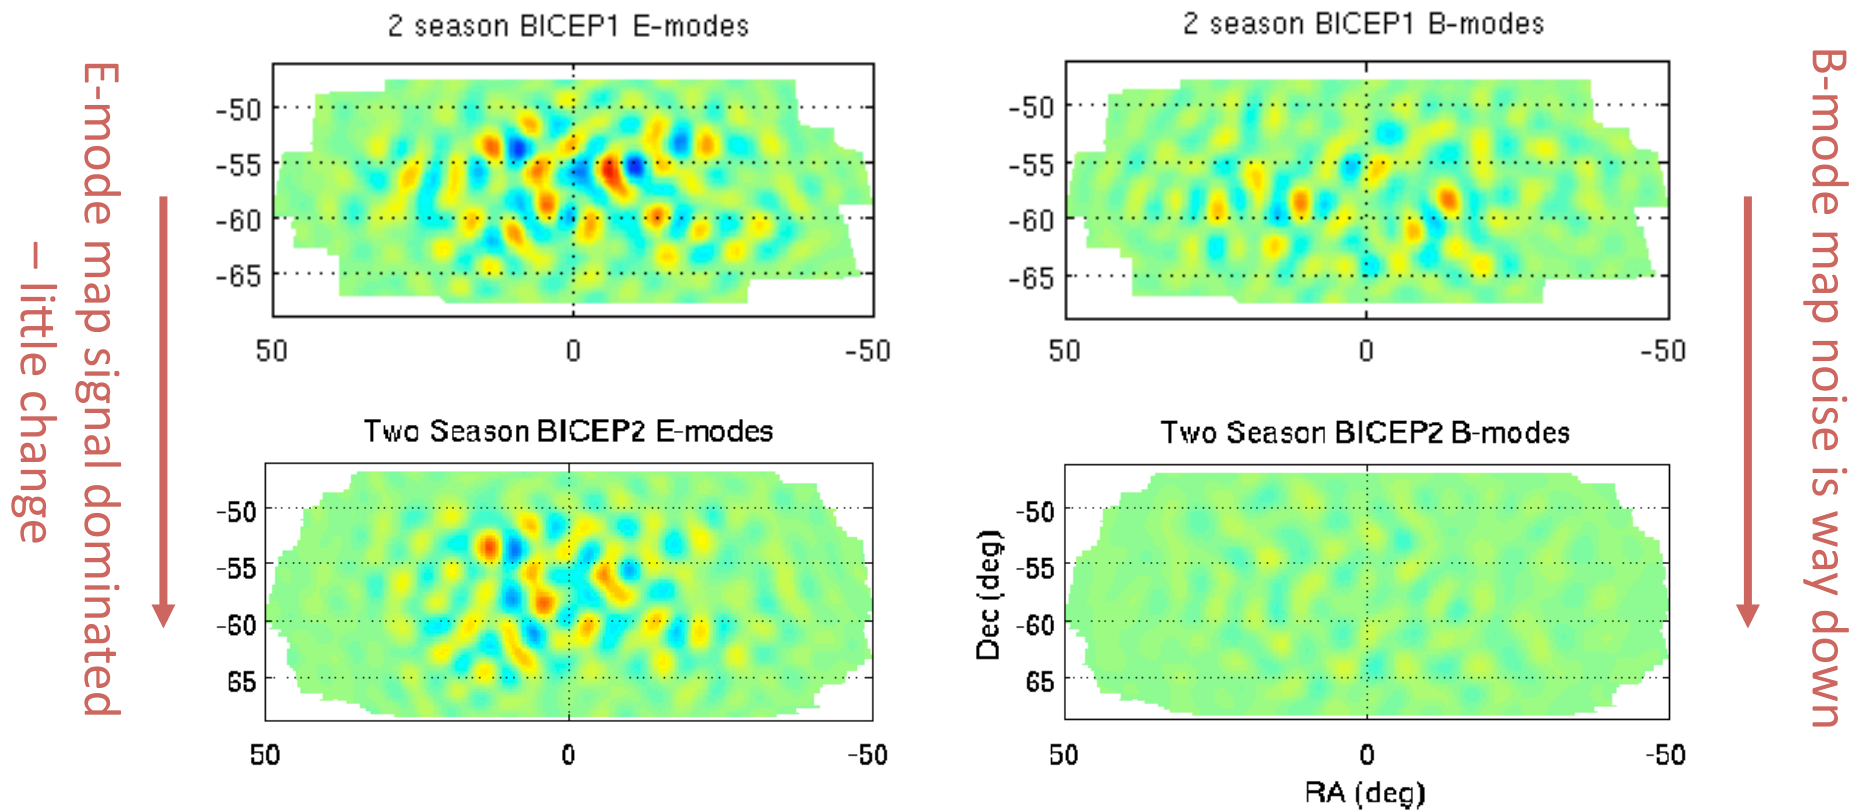 2 season BICEP1 E-modes
-50
-55
-60
-65
50 0 -50
2 season BICEP1 B-modes
-50
-55
-60
-65
50 0 -50
Two Season BICEP2 E-modes
-50
-55
-60
65
50 0 -50
Two Season BICEP2 B-modes
Dec (deg)
-50
-55
-60
65
50 0 -50
RA (deg)
E-mode map signal dominated
– little change
B-mode map noise is way down